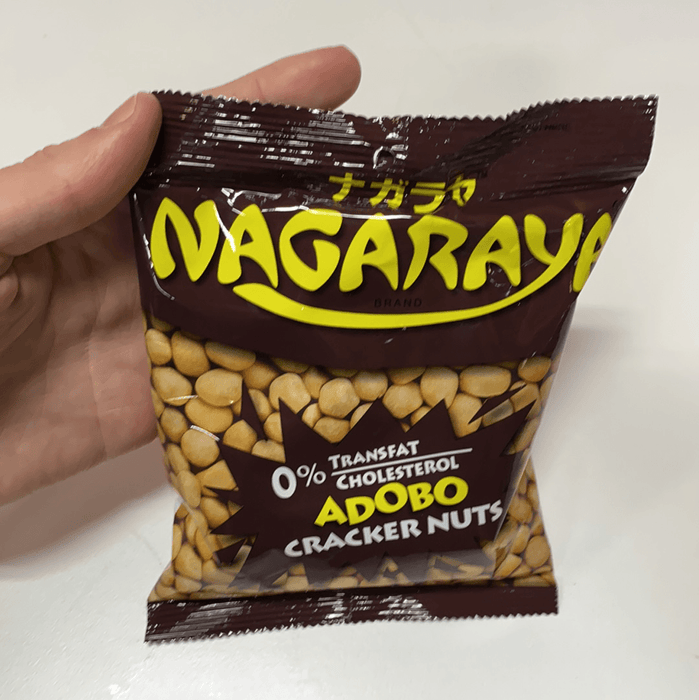 ナガラヤ
NAGARAYA
BRAND
0% TRANSFAT
CHOLESTEROL
ADOBO
CRACKER NUTS